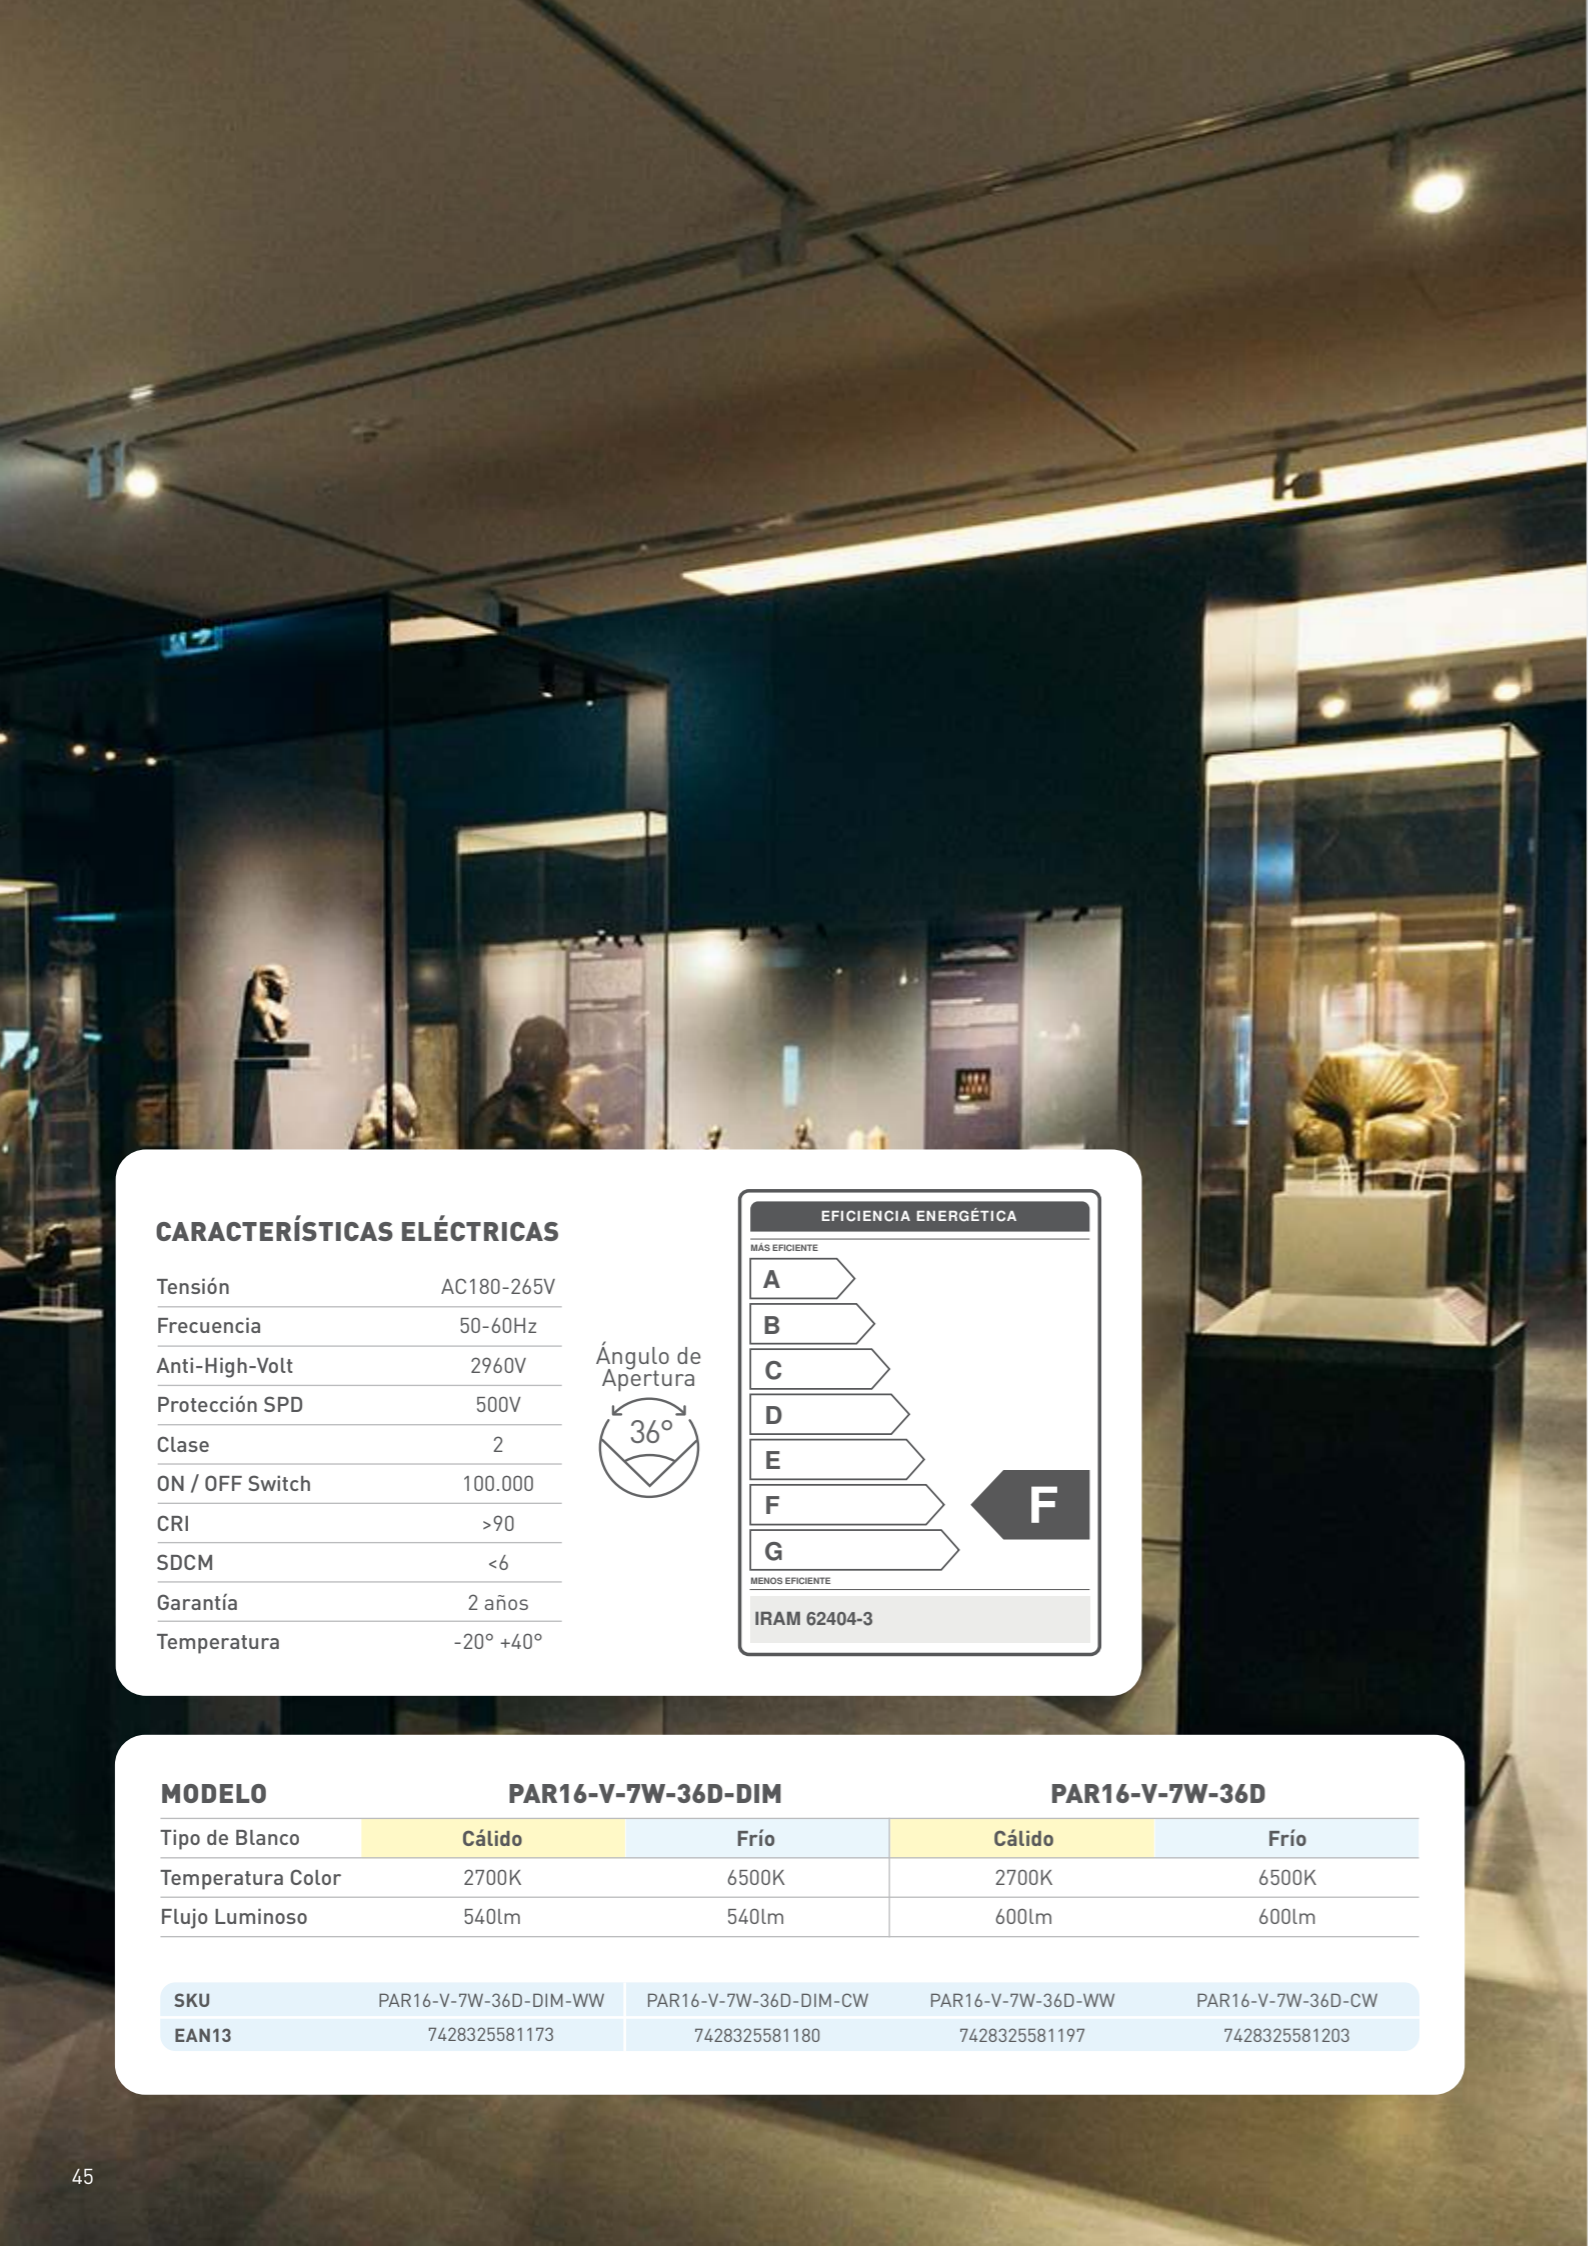 CARACTERÍSTICAS ELÉCTRICAS
Tensión AC180-265V
Frecuencia 50-60Hz
Anti-High-Volt 2960V
Protección SPD 500V
Clase 2
ON / OFF Switch 100.000
CRI >90
SDCM <6
Garantía 2 años
Temperatura -20° +40°
Ángulo de
Apertura
36°
EFICIENCIA ENERGÉTICA
MÁS EFICIENTE
A
B
C
D
E
F
F
G
MENOS EFICIENTE
IRAM 62404-3
MODELO PAR16-V-7W-36D-DIM PAR16-V-7W-36D
Tipo de Blanco Cálido Frío Cálido Frío
Temperatura Color 2700K 6500K 2700K 6500K
Flujo Luminoso 540lm 540lm 600lm 600lm
SKU PAR16-V-7W-36D-DIM-WW PAR16-V-7W-36D-DIM-CW PAR16-V-7W-36D-WW PAR16-V-7W-36D-CW
EAN13 7428325581173 7428325581180 7428325581197 7428325581203
45